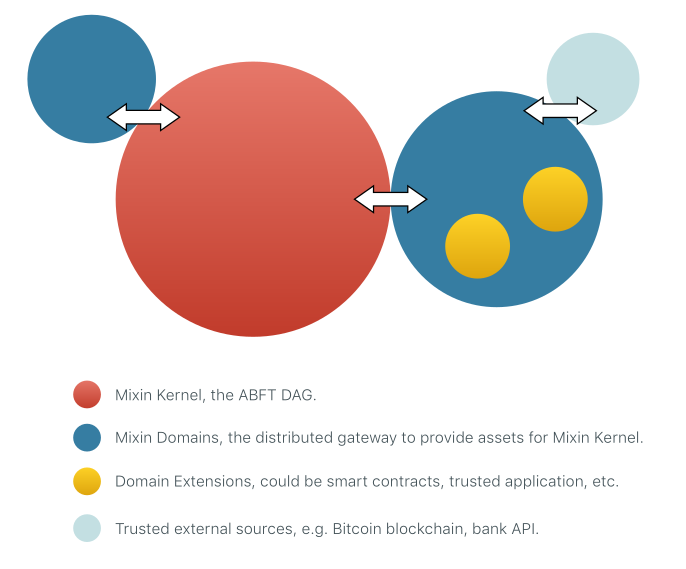 Mixin Kernel, the ABFT DAG.
Mixin Domains, the distributed gateway to provide assets for Mixin Kernel.
Domain Extensions, could be smart contracts, trusted application, etc.
Trusted external sources, e.g. Bitcoin blockchain, bank API.